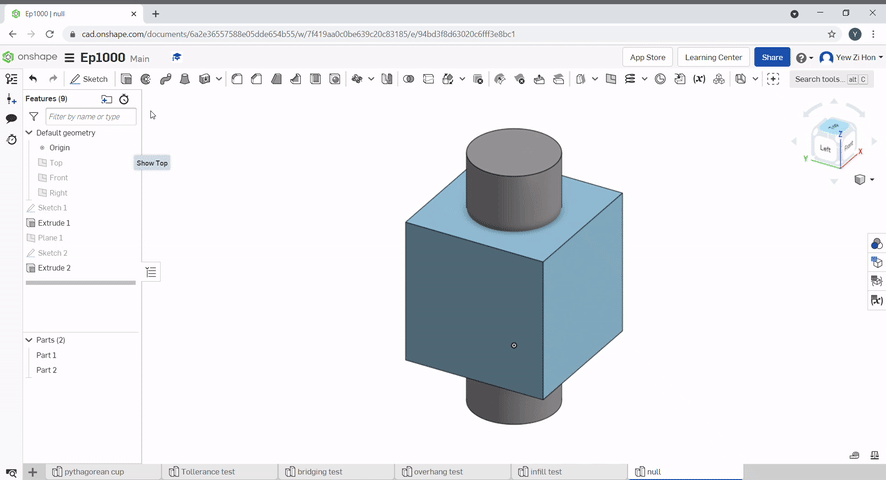 Ep1000 | null
cad.onshape.com/documents/6a2e36557588e05dde654b55/w/7f419aa0c0be639c20c83185/e/94bd3f8d63020c6fff3e8bc1
Y
onshape
Ep1000 Main
App Store
Learning Center
Share
Yew Zi Hon
Sketch
Search tools... alt C
Features (9)
Filter by name or type
Default geometry
Origin
Top
Show Top
Front
Right
Sketch 1
Extrude 1
Plane 1
Sketch 2
Extrude 2
Parts (2)
Part 1
Part 2
Left
Z
X
Y
pythagorean cup
Tollerance test
bridging test
overhang test
infill test
null